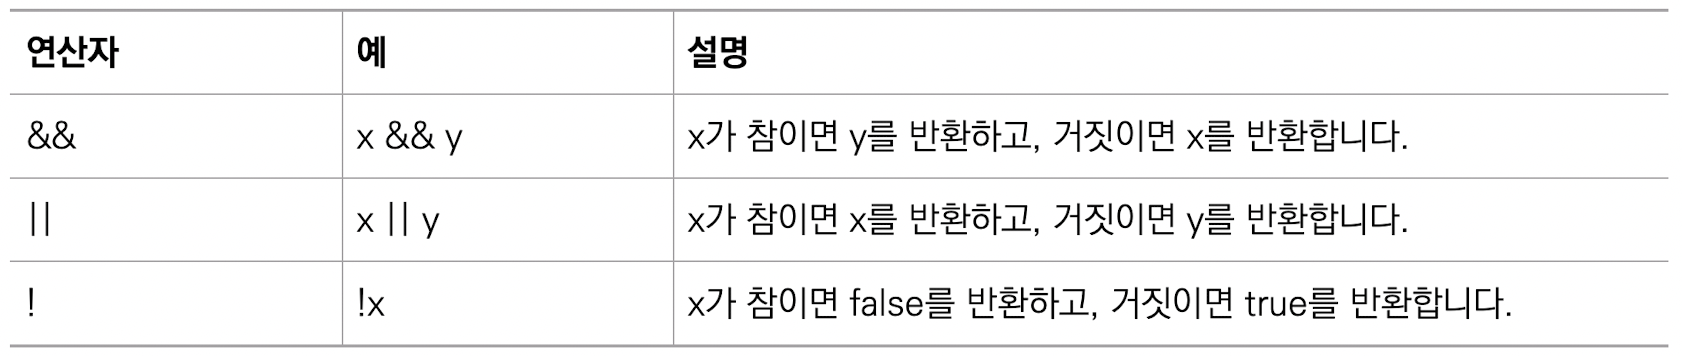 연산자 예 설명
&& x && y x가 참이면 y를 반환하고, 거짓이면 x를 반환합니다.
|| x || y x가 참이면 x를 반환하고, 거짓이면 y를 반환합니다.
! !x x가 참이면 false를 반환하고, 거짓이면 true를 반환합니다.